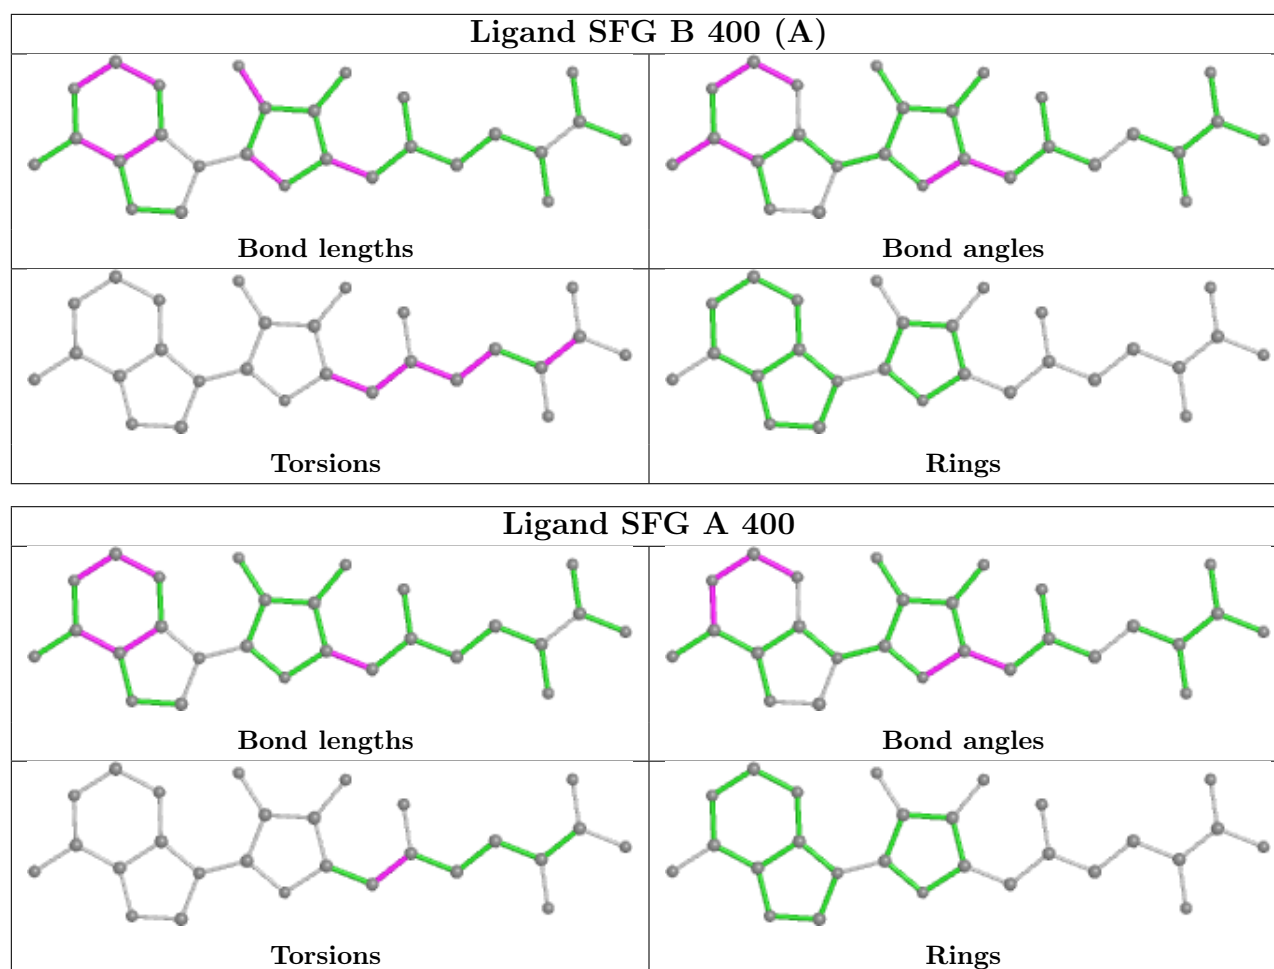 Ligand SFG B 400 (A)
Bond lengths
Bond angles
Torsions
Rings
Ligand SFG A 400
Bond lengths
Bond angles
Torsions
Rings